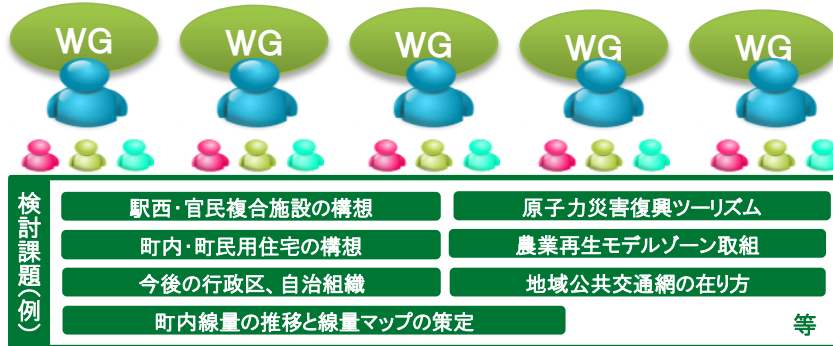 WG
WG
WG
WG
WG
検討課題(例)
駅西・官民複合施設の構想
原子力災害復興ツーリズム
町内・町民用住宅の構想
農業再生モデルゾーン取組
今後の行政区、自治組織
地域公共交通網の在り方
町内線量の推移と線量マップの策定
等